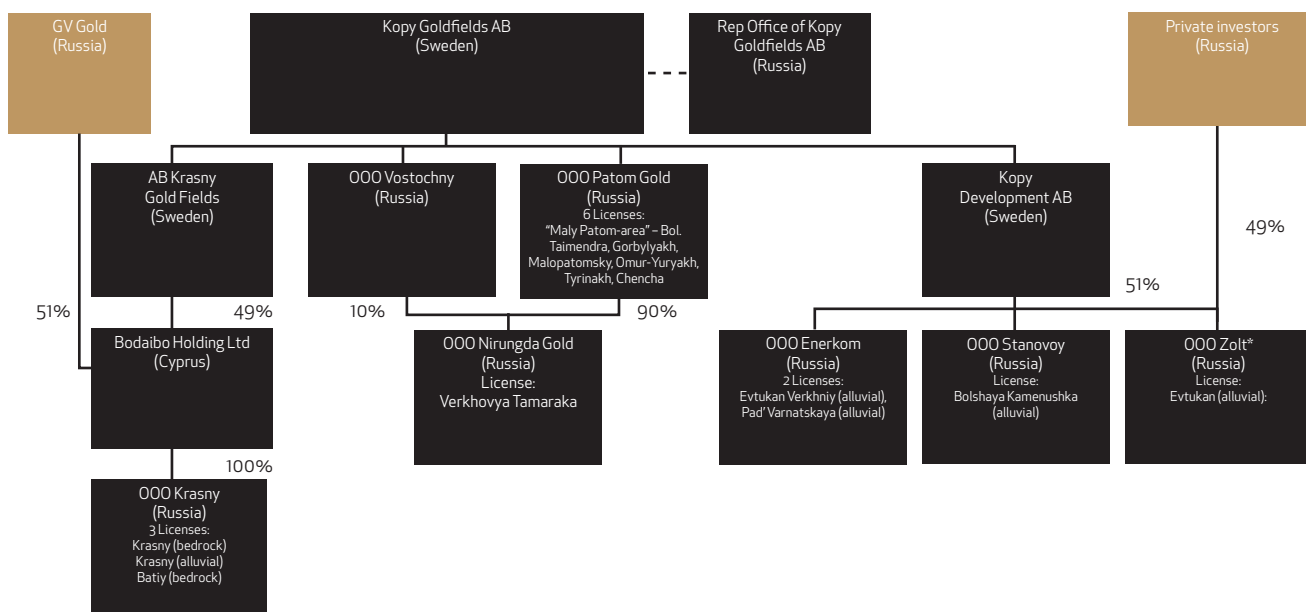 GV Gold
(Russia)
Kopy Goldfields AB
(Sweden)
Rep Office of Kopy
Goldfields AB
(Russia)
Private investors
(Russia)
AB Krasny
Gold Fields
(Sweden)
OOO Vostochny
(Russia)
OOO Patom Gold
(Russia)
6 Licenses:
“Maly Patom-area” – Bol.
Taimendra, Gorbylyakh,
Malopatomsky, Omur-Yuryakh,
Tyrinakh, Chencha
Kopy
Development AB
(Sweden)
49%
51%
51%
49%
10%
90%
Bodaibo Holding Ltd
(Cyprus)
OOO Nirungda Gold
(Russia)
License:
Verkhovya Tamaraka
OOO Enerkom
(Russia)
2 Licenses:
Evtukan Verkhniy (alluvial),
Pad’ Varnatskaya (alluvial)
OOO Stanovoy
(Russia)
License:
Bolshaya Kamenushka
(alluvial)
OOO Zolt*
(Russia)
License:
Evtukan (alluvial):
100%
OOO Krasny
(Russia)
3 Licenses:
Krasny (bedrock)
Krasny (alluvial)
Batiy (bedrock)